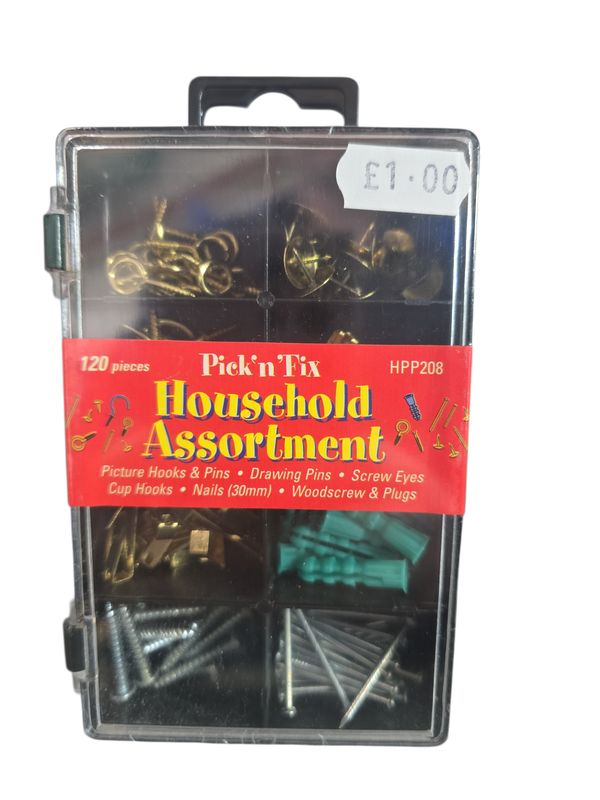 £1.00
120 pieces Pick'n'Fix HPP208
Household
Assortment
Picture Hooks & Pins • Drawing Pins • Screw Eyes
Cup Hooks • Nails (30mm) • Woodscrew & Plugs